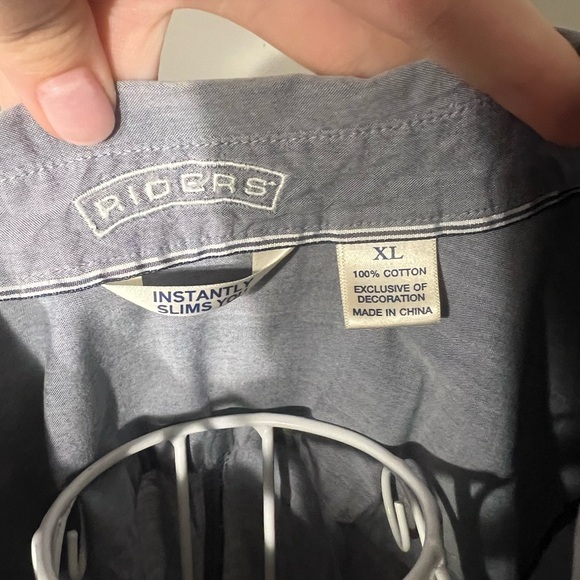 RIDERS
INSTANTLY
SLIMS YOU
XL
100% COTTON
EXCLUSIVE OF
DECORATION
MADE IN CHINA